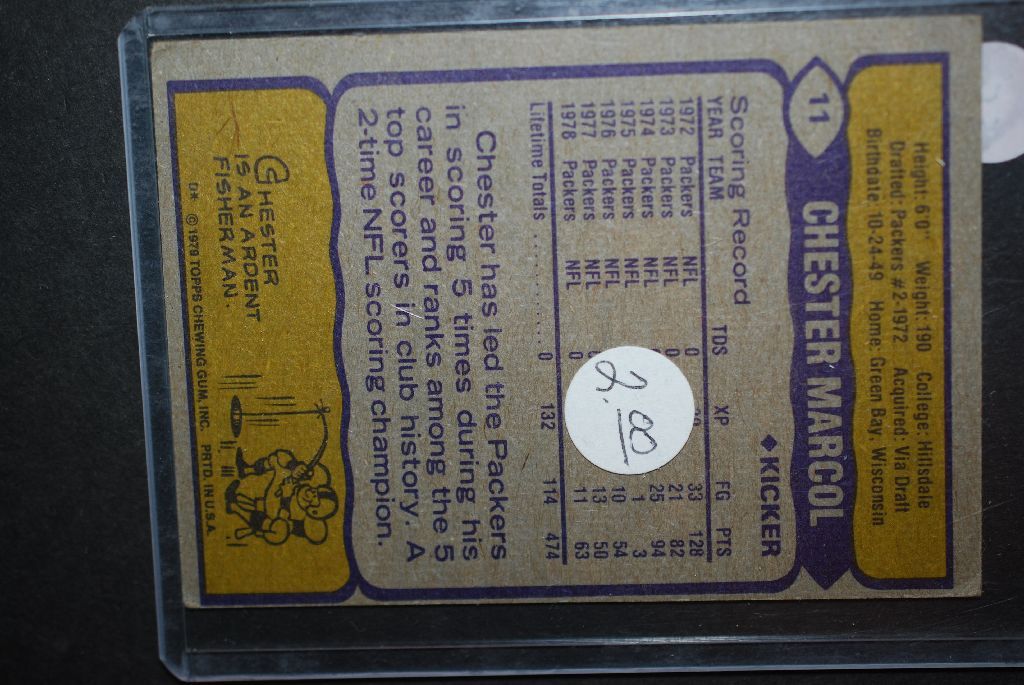 Height: 6'0" Weight: 190 College: Hillsdale
Drafted: Packers #2-1972 Acquired: Via Draft
Birthdate: 10-24-49 Home: Green Bay, Wisconsin
11 CHESTER MARCOL
◆KICKER
Scoring Record
YEAR TEAM TDS XP FG PTS
1972 Packers NFL 0 33 128
1973 Packers NFL 0 21 82
1974 Packers NFL 25 94
1975 Packers NFL 1 3
1976 Packers NFL 10 54
1977 Packers NFL 0 13 50
1978 Packers NFL 0 11 63
Lifetime Totals .......... 0 132 114 474
2.00
Chester has led the Packers
in scoring 5 times during his
career and ranks among the 5
top scorers in club history. A
2-time NFL scoring champion.
CHESTER
IS AN ARDENT
FISHERMAN.
D* © 1979 TOPPS CHEWING GUM, INC. PRTD. IN U.S.A.